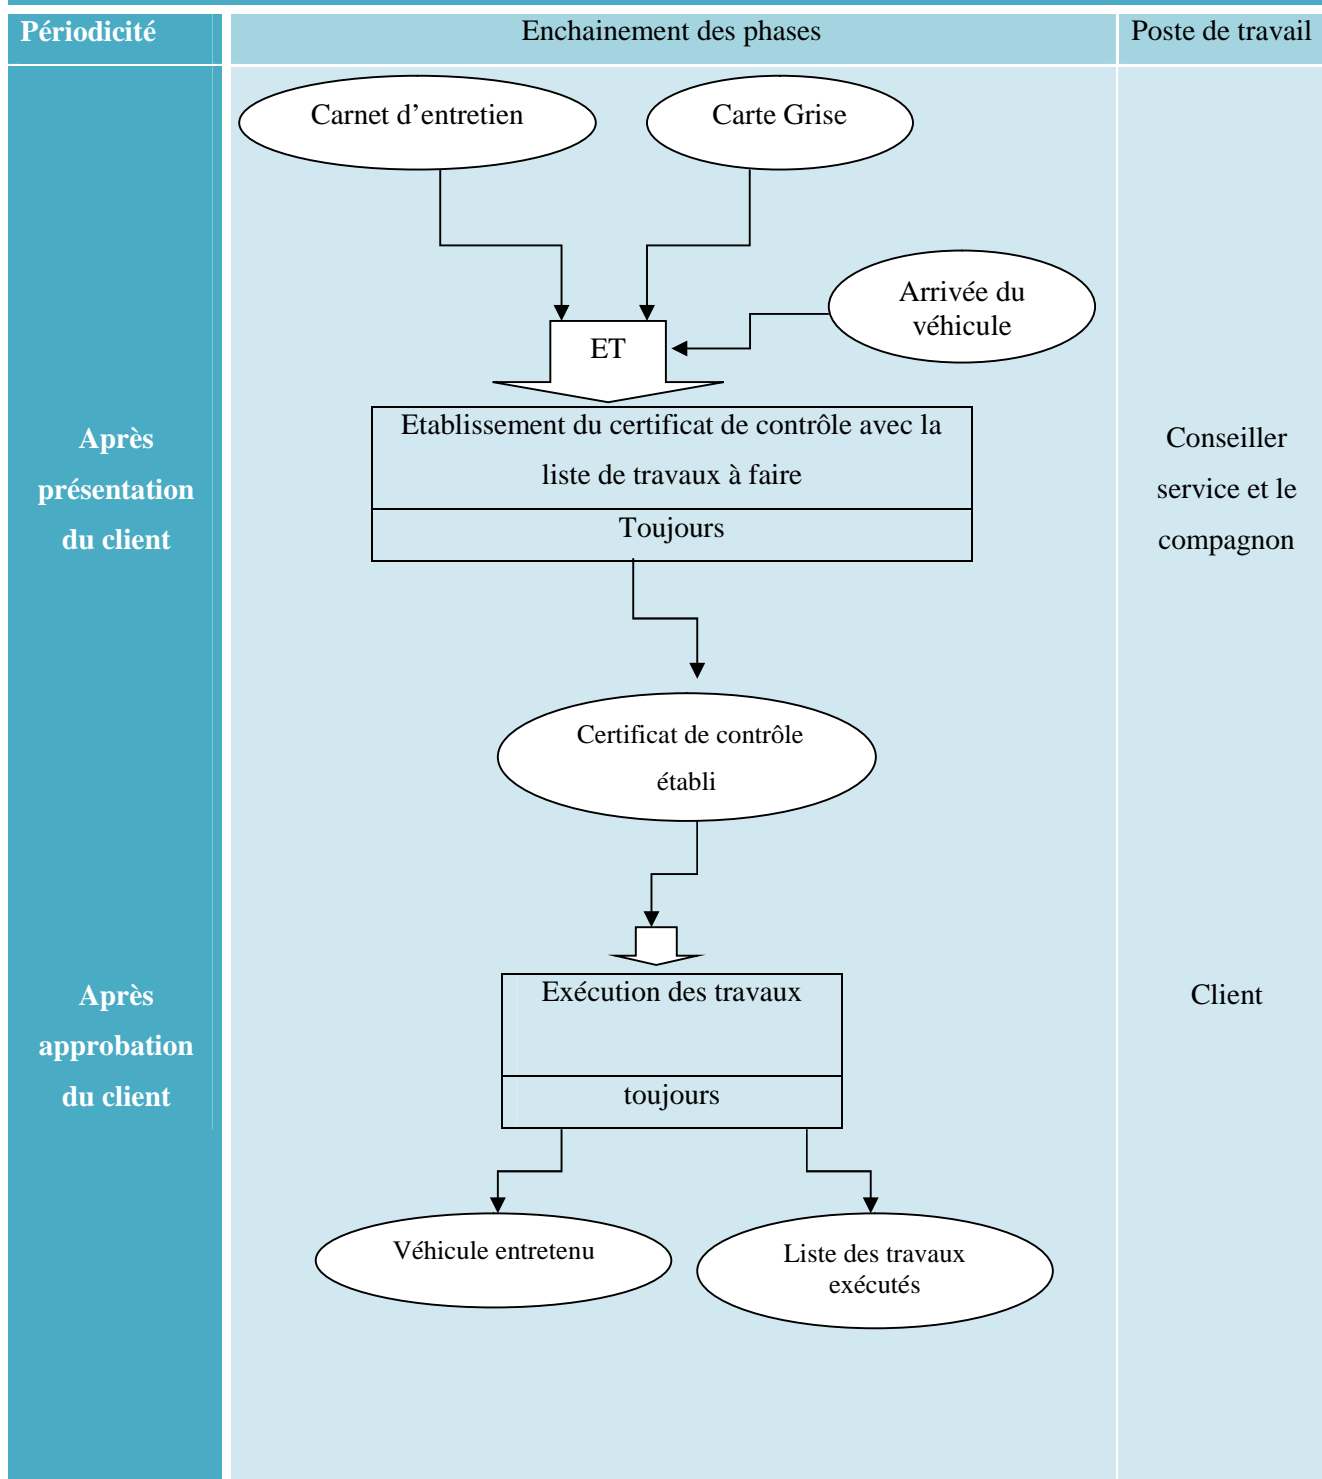 Périodicité
Enchainement des phases
Poste de travail
Carnet d’entretien
Carte Grise
Arrivée du
véhicule
ET
Après
présentation
du client
Etablissement du certificat de contrôle avec la
liste de travaux à faire
Toujours
Conseiller
service et le
compagnon
Certificat de contrôle
établi
Après
approbation
du client
Exécution des travaux
toujours
Client
Véhicule entretenu
Liste des travaux
exécutés